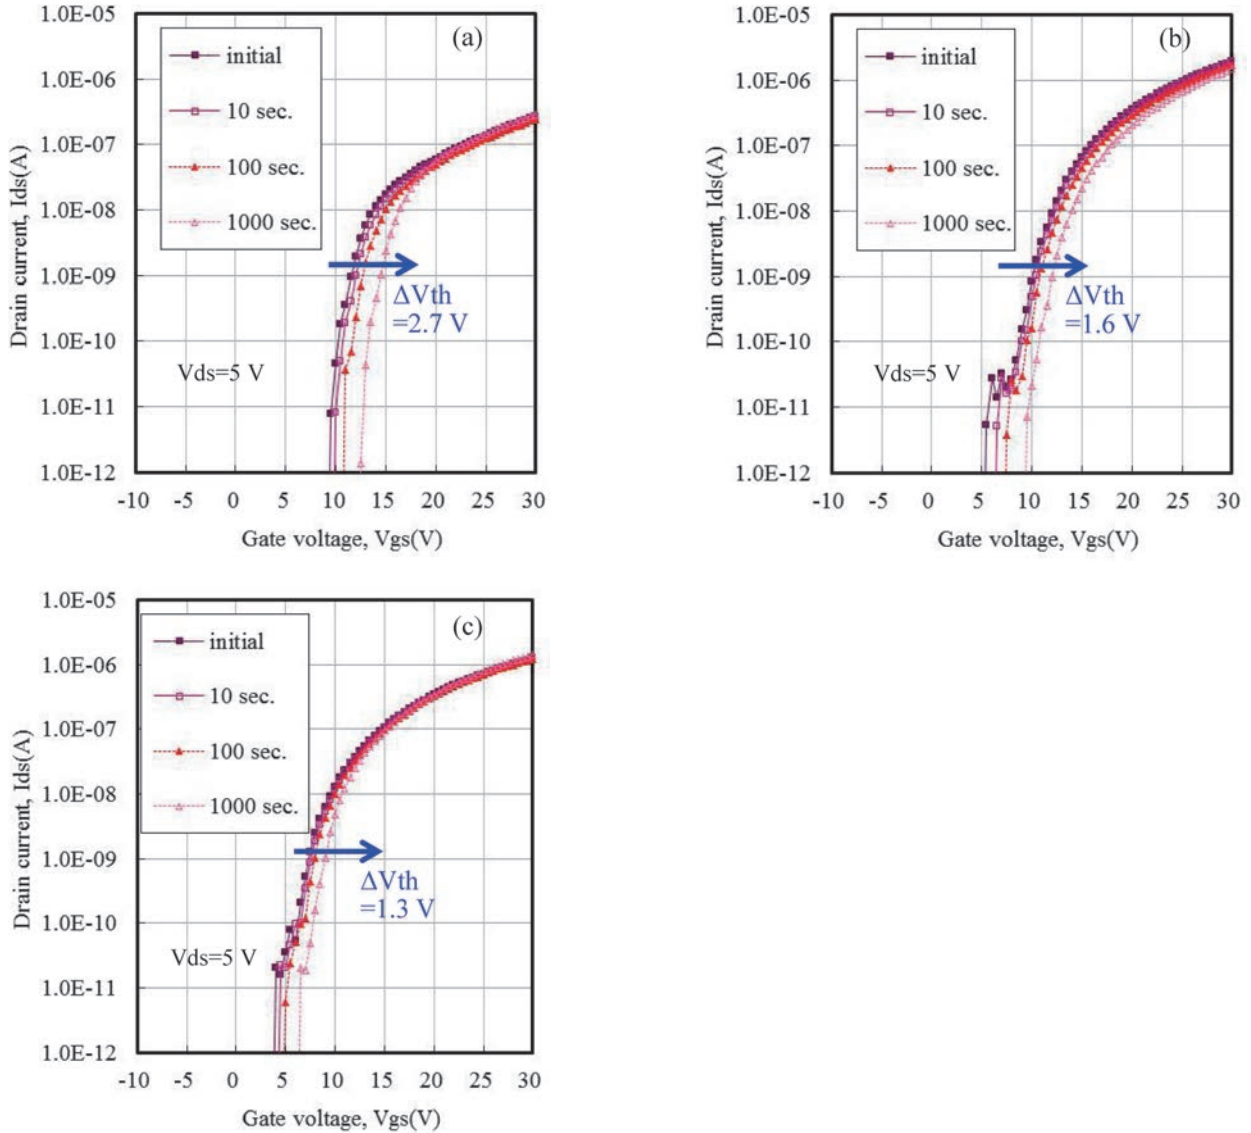 1.0E-05
1.0E-06
1.0E-07
1.0E-08
1.0E-09
1.0E-10
1.0E-11
1.0E-12
Drain current, Ids(A)
(a)
initial
10 sec.
100 sec.
1000 sec.
ΔVth
=2.7 V
Vds=5 V
-10 -5 0 5 10 15 20 25 30
Gate voltage, Vgs(V)
1.0E-05
1.0E-06
1.0E-07
1.0E-08
1.0E-09
1.0E-10
1.0E-11
1.0E-12
Drain current, Ids(A)
(b)
initial
10 sec.
100 sec.
1000 sec.
ΔVth
=1.6 V
Vds=5 V
-10 -5 0 5 10 15 20 25 30
Gate voltage, Vgs(V)
1.0E-05
1.0E-06
1.0E-07
1.0E-08
1.0E-09
1.0E-10
1.0E-11
1.0E-12
Drain current, Ids(A)
(c)
initial
10 sec.
100 sec.
1000 sec.
ΔVth
=1.3 V
Vds=5 V
-10 -5 0 5 10 15 20 25 30
Gate voltage, Vgs(V)